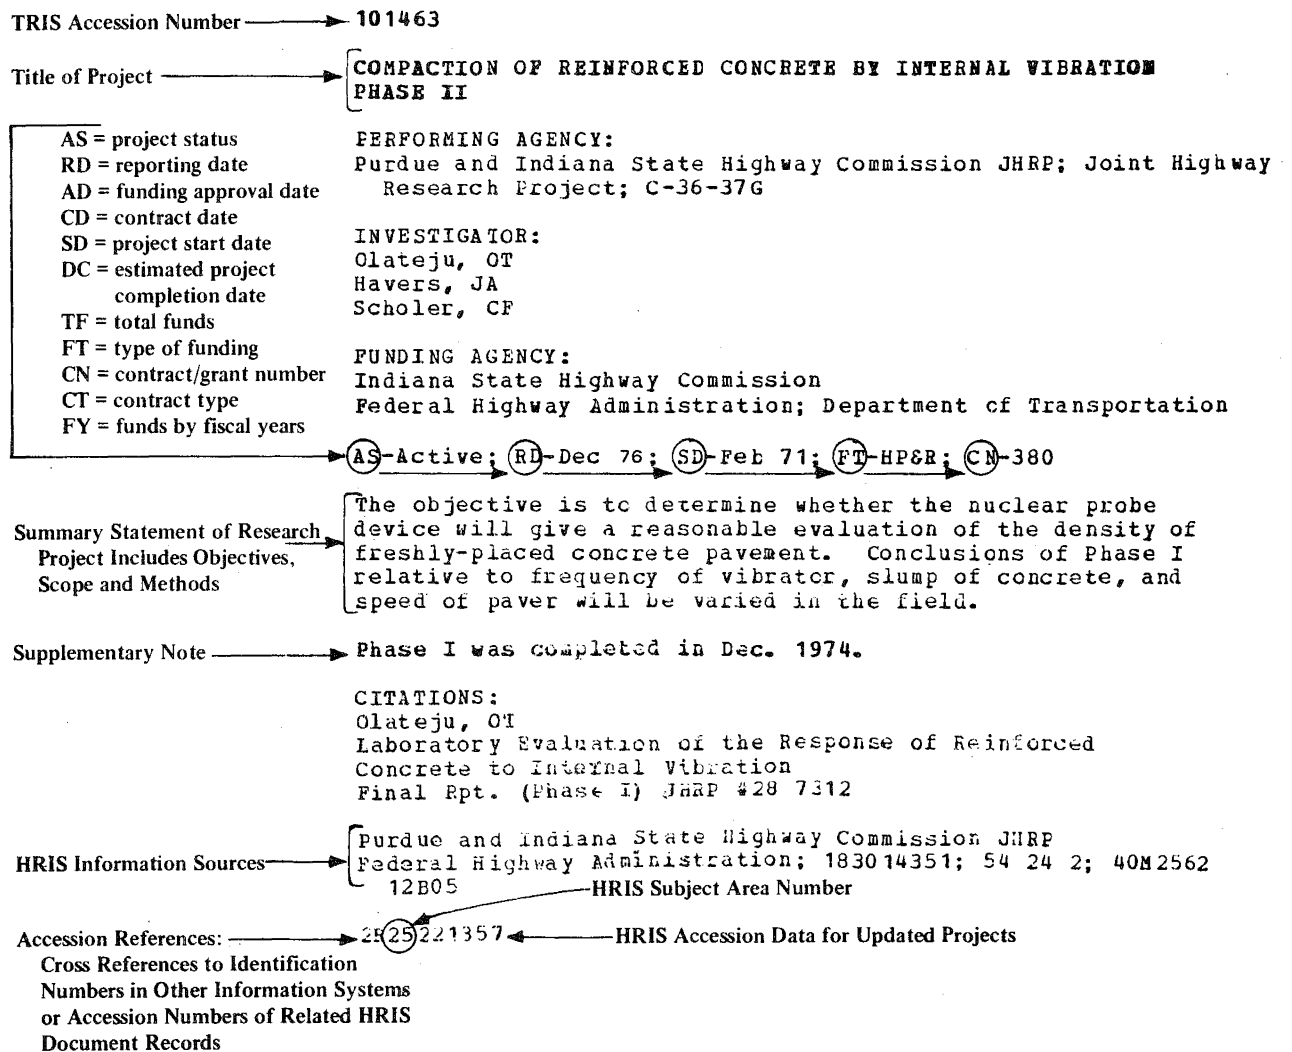 TRIS Accession Number 101463
Title of Project COMPACTION OF REINFORCED CONCRETE BY INTERNAL VIBRATION
PHASE II
AS = project status
RD = reporting date
AD = funding approval date
CD = contract date
SD = project start date
DC = estimated project
completion date
TF = total funds
FT = type of funding
CN = contract/grant number
CT = contract type
FY = funds by fiscal years
PERFORMING AGENCY:
Purdue and Indiana State Highway Commission JHRP; Joint Highway
Research Project; C-36-37G
INVESTIGATOR:
Olateju, OT
Havers, JA
Scholer, CF
FUNDING AGENCY:
Indiana State Highway Commission
Federal Highway Administration; Department of Transportation
AS-Active; RD-Dec 76; SD-Feb 71; FT-HP&R; CN-380
Summary Statement of Research
Project Includes Objectives,
Scope and Methods
The objective is to determine whether the nuclear probe
device will give a reasonable evaluation of the density of
freshly-placed concrete pavement. Conclusions of Phase I
relative to frequency of vibrator, slump of concrete, and
speed of paver will be varied in the field.
Supplementary Note Phase I was completed in Dec. 1974.
CITATIONS:
Olateju, OT
Laboratory Evaluation of the Response of Reinforced
Concrete to Internal Vibration
Final Rpt. (Phase I) JHRP #28 7312
HRIS Information Sources
Purdue and Indiana State Highway Commission JHRP
Federal Highway Administration; 183014351; 54 24 2; 40M2562
12B05
HRIS Subject Area Number
Accession References: 2R25221357 HRIS Accession Data for Updated Projects
Cross References to Identification
Numbers in Other Information Systems
or Accession Numbers of Related HRIS
Document Records